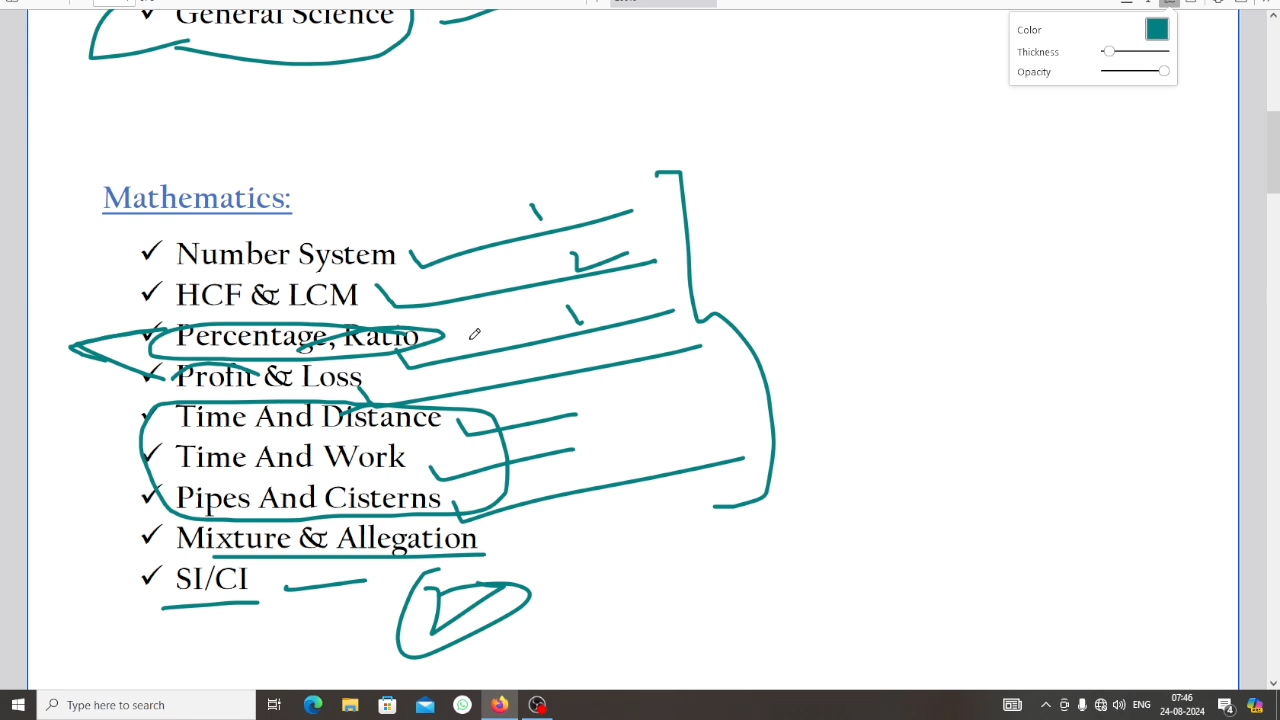 General Science
Color
Thickness
Opacity
Mathematics:
Number System
HCF & LCM
Percentage, Ratio
Profit & Loss
Time And Distance
Time And Work
Pipes And Cisterns
Mixture & Allegation
SI/CI
Type here to search
ENG
07:46
24-08-2024
4